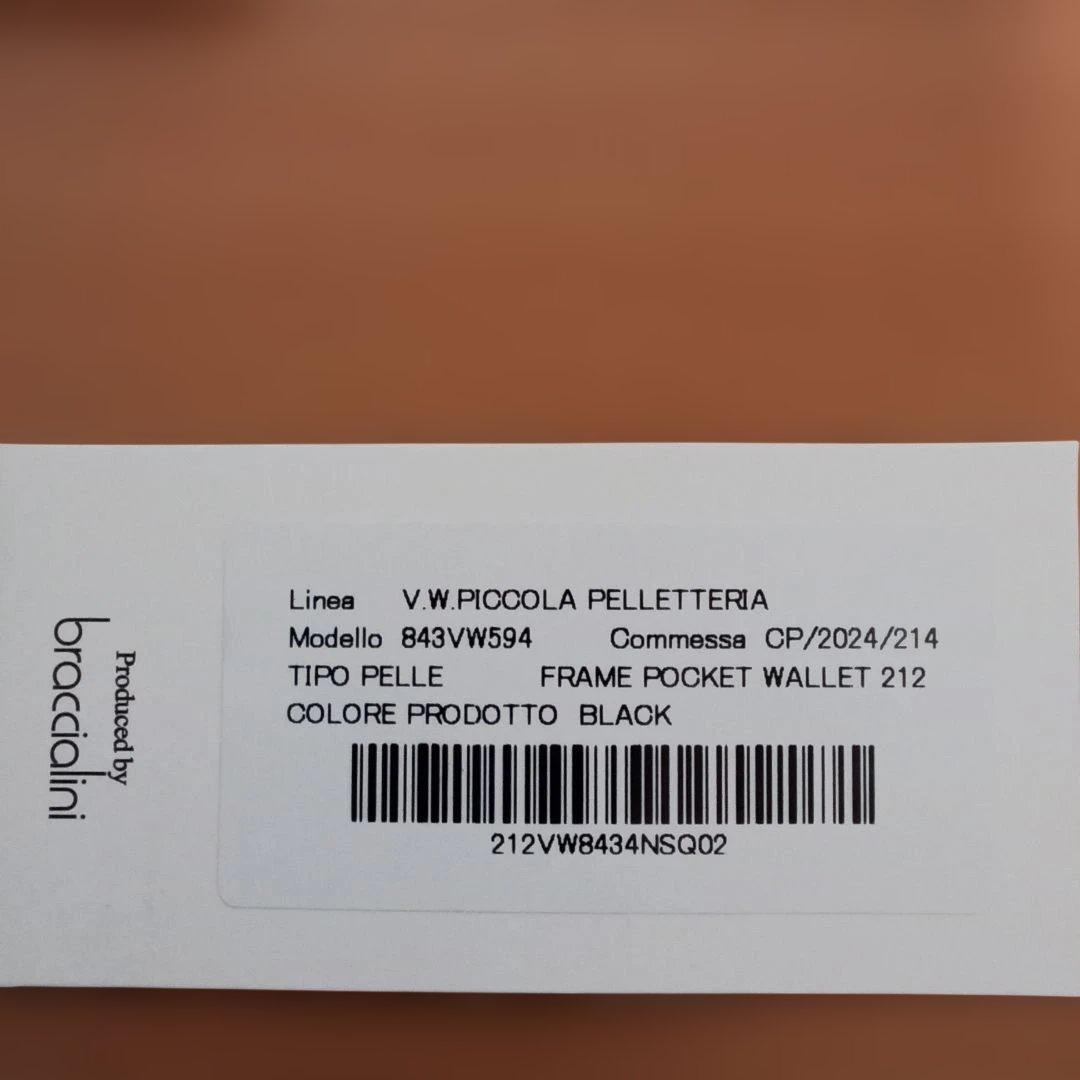 Produced by
braccialini
Linea V.W.PICCOLA PELLETTERIA
Modello 843VW594 Commessa CP/2024/214
TIPO PELLE FRAME POCKET WALLET 212
COLORE PRODOTTO BLACK
212VW8434NSQ02